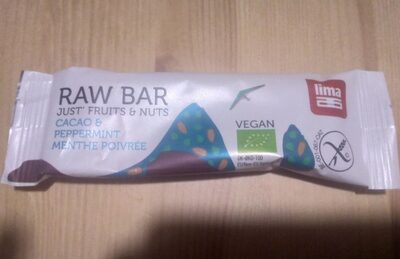 RAW BAR
JUST' FRUITS & NUTS
CACAO &
PEPPERMINT
MENTHE POIVRÉE
VEGAN
lima